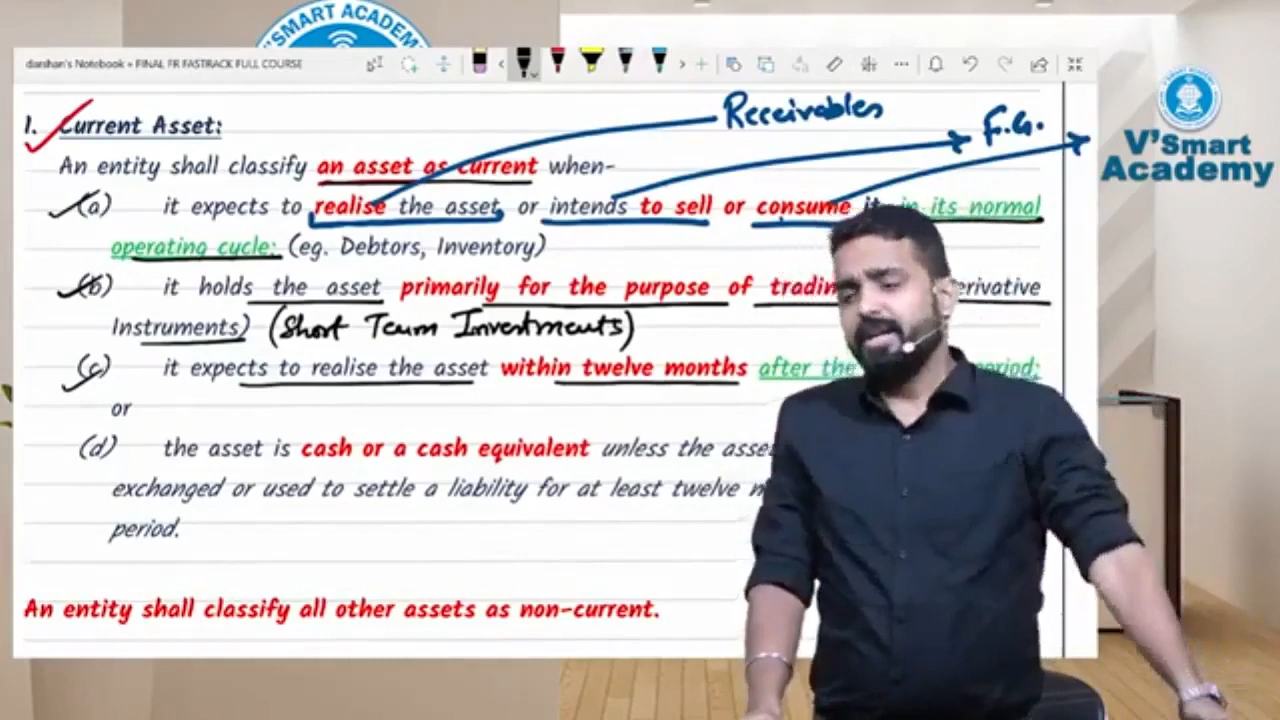 V'SMART ACADEMY
darshan's Notebook • FINAL FR FASTRACK FULL COURSE
Receivables
F.G.
1. Current Asset:
An entity shall classify an asset as current when-
(a) it expects to realise the asset, or intends to sell or consume it, in its normal
operating cycle: (eg. Debtors, Inventory)
(b) it holds the asset primarily for the purpose of
Instruments) (Short Term Investments)
(c) it expects to realise the asset within twelve months after the period;
or
(d) the asset is cash or a cash equivalent unless the
exchanged or used to settle a liability for at least twelve
period.
An entity shall classify all other assets as non-current.
V'Smart
Academy